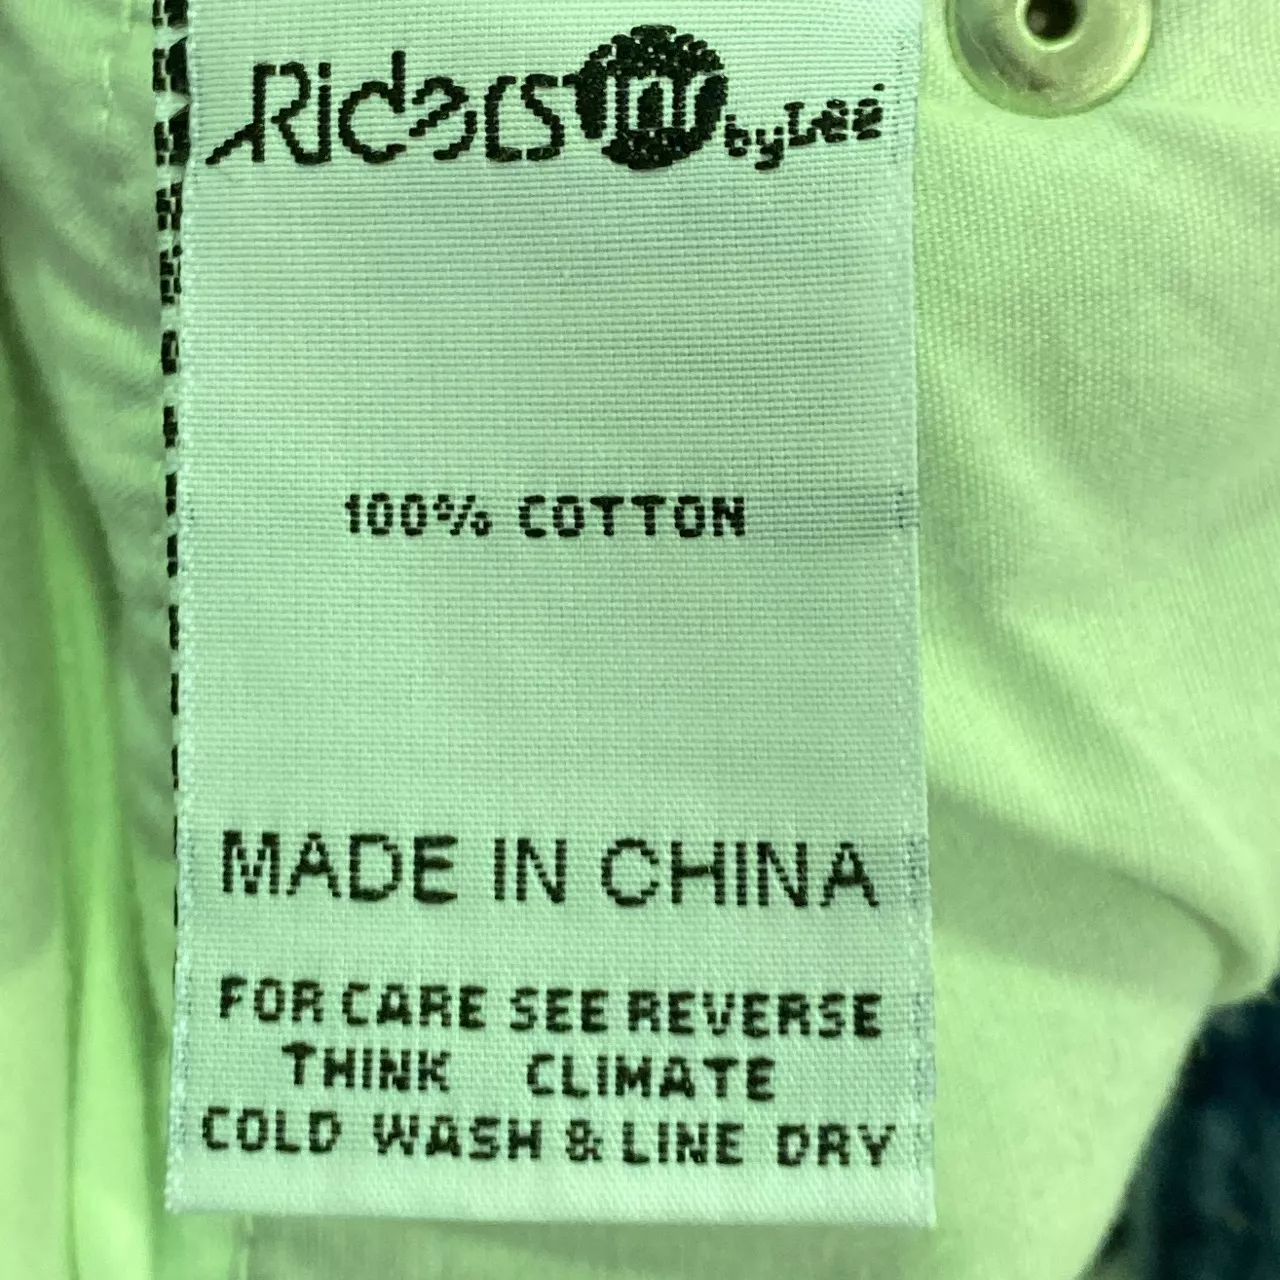 Riders by Lee
100% COTTON
MADE IN CHINA
FOR CARE SEE REVERSE
THINK CLIMATE
COLD WASH & LINE DRY